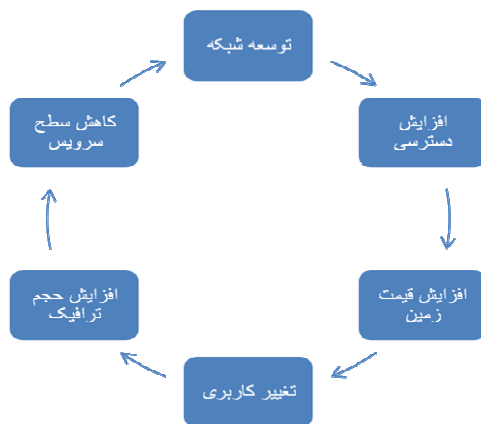 توسعه شبکه
افزایش
دسترسی
افزایش قیمت
زمین
تغییر کاربری
افزایش حجم
ترافیک
کاهش سطح
سرویس